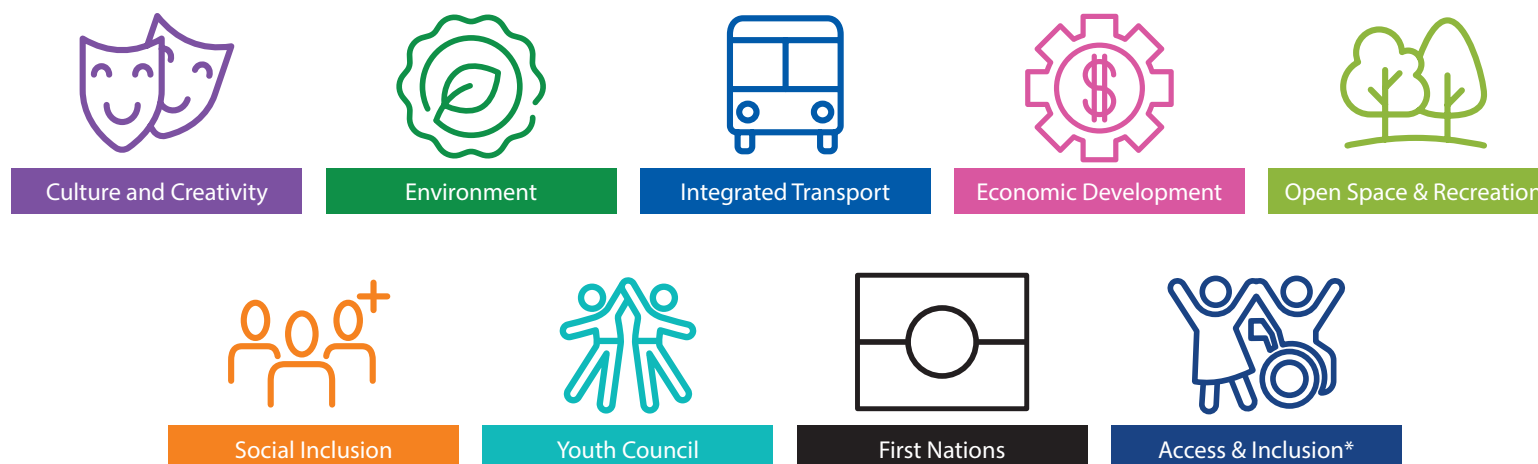 Culture and Creativity
Environment
Integrated Transport
Economic Development
Open Space & Recreation
Social Inclusion
Youth Council
First Nations
Access & Inclusion*